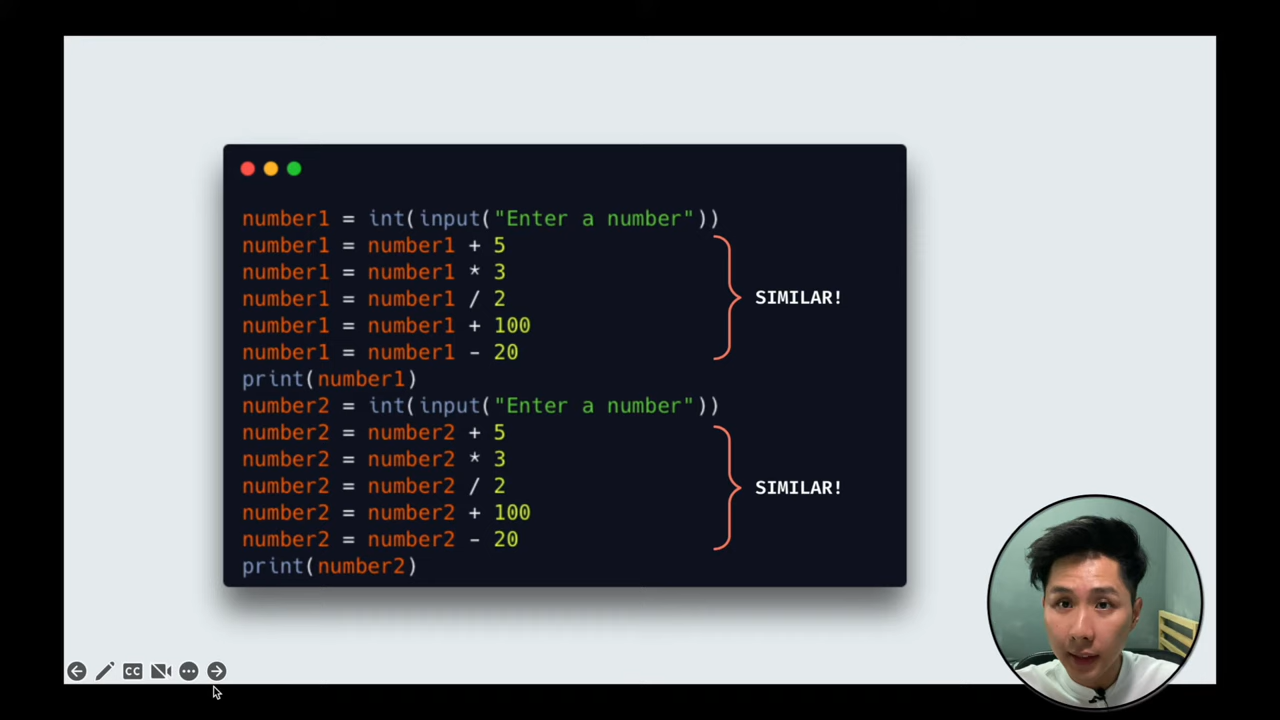 number1 = int(input("Enter a number"))
number1 = number1 + 5
number1 = number1 * 3
number1 = number1 / 2
number1 = number1 + 100
number1 = number1 - 20
SIMILAR!
print(number1)
number2 = int(input("Enter a number"))
number2 = number2 + 5
number2 = number2 * 3
number2 = number2 / 2
number2 = number2 + 100
number2 = number2 - 20
SIMILAR!
print(number2)
CC